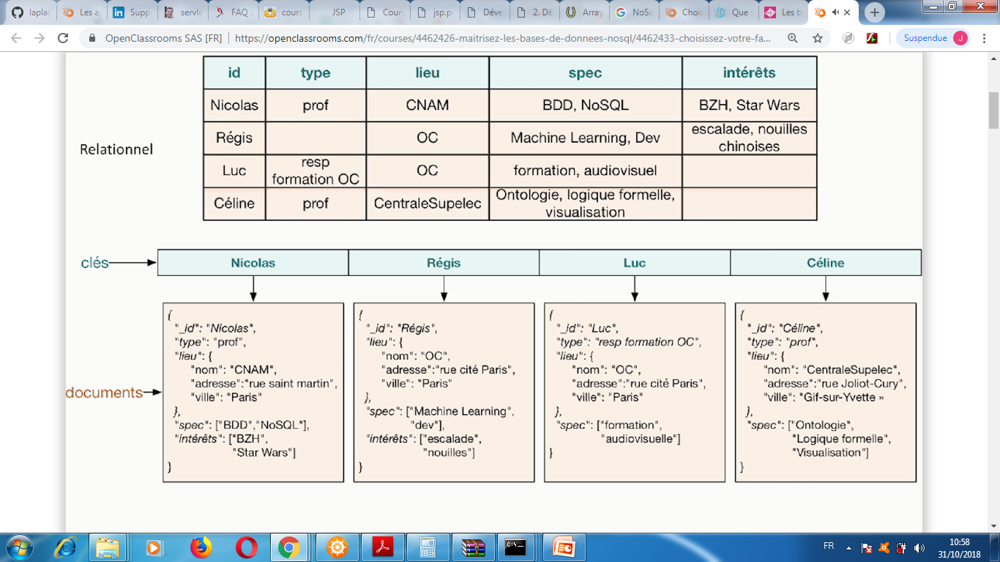 laplag
Les a
Supp
servle
FAQ
cours
JSP
Cours
jsp.po
Déve
2. Dé
Array
NoSc
Chois
Que e
Les b
OpenClassrooms SAS [FR] | https://openclassrooms.com/fr/courses/4462426-maitrisez-les-bases-de-donnees-nosql/4462433-choisissez-votre-fa...
Suspendue J
id type lieu spec intérêts
Nicolas prof CNAM BDD, NoSQL BZH, Star Wars
Relationnel
Régis OC Machine Learning, Dev escalade, nouilles
chinoises
Luc resp
formation OC OC formation, audiovisuel
Céline prof CentraleSupelec Ontologie, logique formelle,
visualisation
clés Nicolas Régis Luc Céline
documents
{
"_id": "Nicolas",
"type": "prof",
"lieu": {
"nom": "CNAM",
"adresse":"rue saint martin",
"ville": "Paris"
},
"spec": ["BDD","NoSQL"],
"intérêts": ["BZH",
"Star Wars"]
}
{
"_id": "Régis",
"lieu": {
"nom": "OC",
"adresse":"rue cité Paris",
"ville": "Paris"
},
"spec": ["Machine Learning",
"dev"],
"intérêts": ["escalade",
"nouilles"]
}
{
"_id": "Luc",
"type": "resp formation OC",
"lieu": {
"nom": "OC",
"adresse":"rue cité Paris",
"ville": "Paris"
},
"spec": ["formation",
"audiovisuelle"]
}
{
"_id": "Céline",
"type": "prof",
"lieu": {
"nom": "CentraleSupelec",
"adresse":"rue Joliot-Cury",
"ville": "Gif-sur-Yvette »
},
"spec": ["Ontologie",
"Logique formelle",
"Visualisation"]
}
FR
10:58
31/10/2018